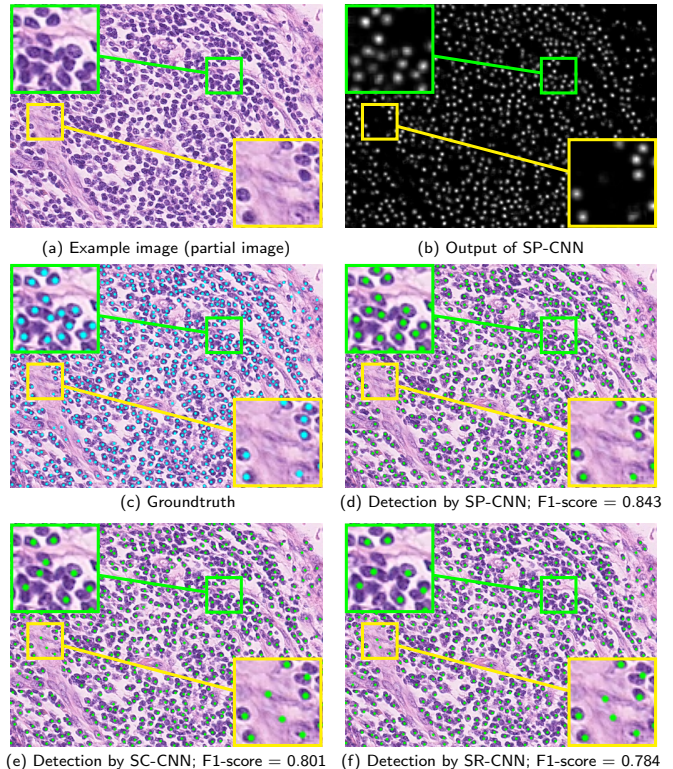 (a) Example image (partial image)
(b) Output of SP-CNN
(c) Groundtruth
(d) Detection by SP-CNN; F1-score = 0.843
(e) Detection by SC-CNN; F1-score = 0.801
(f) Detection by SR-CNN; F1-score = 0.784